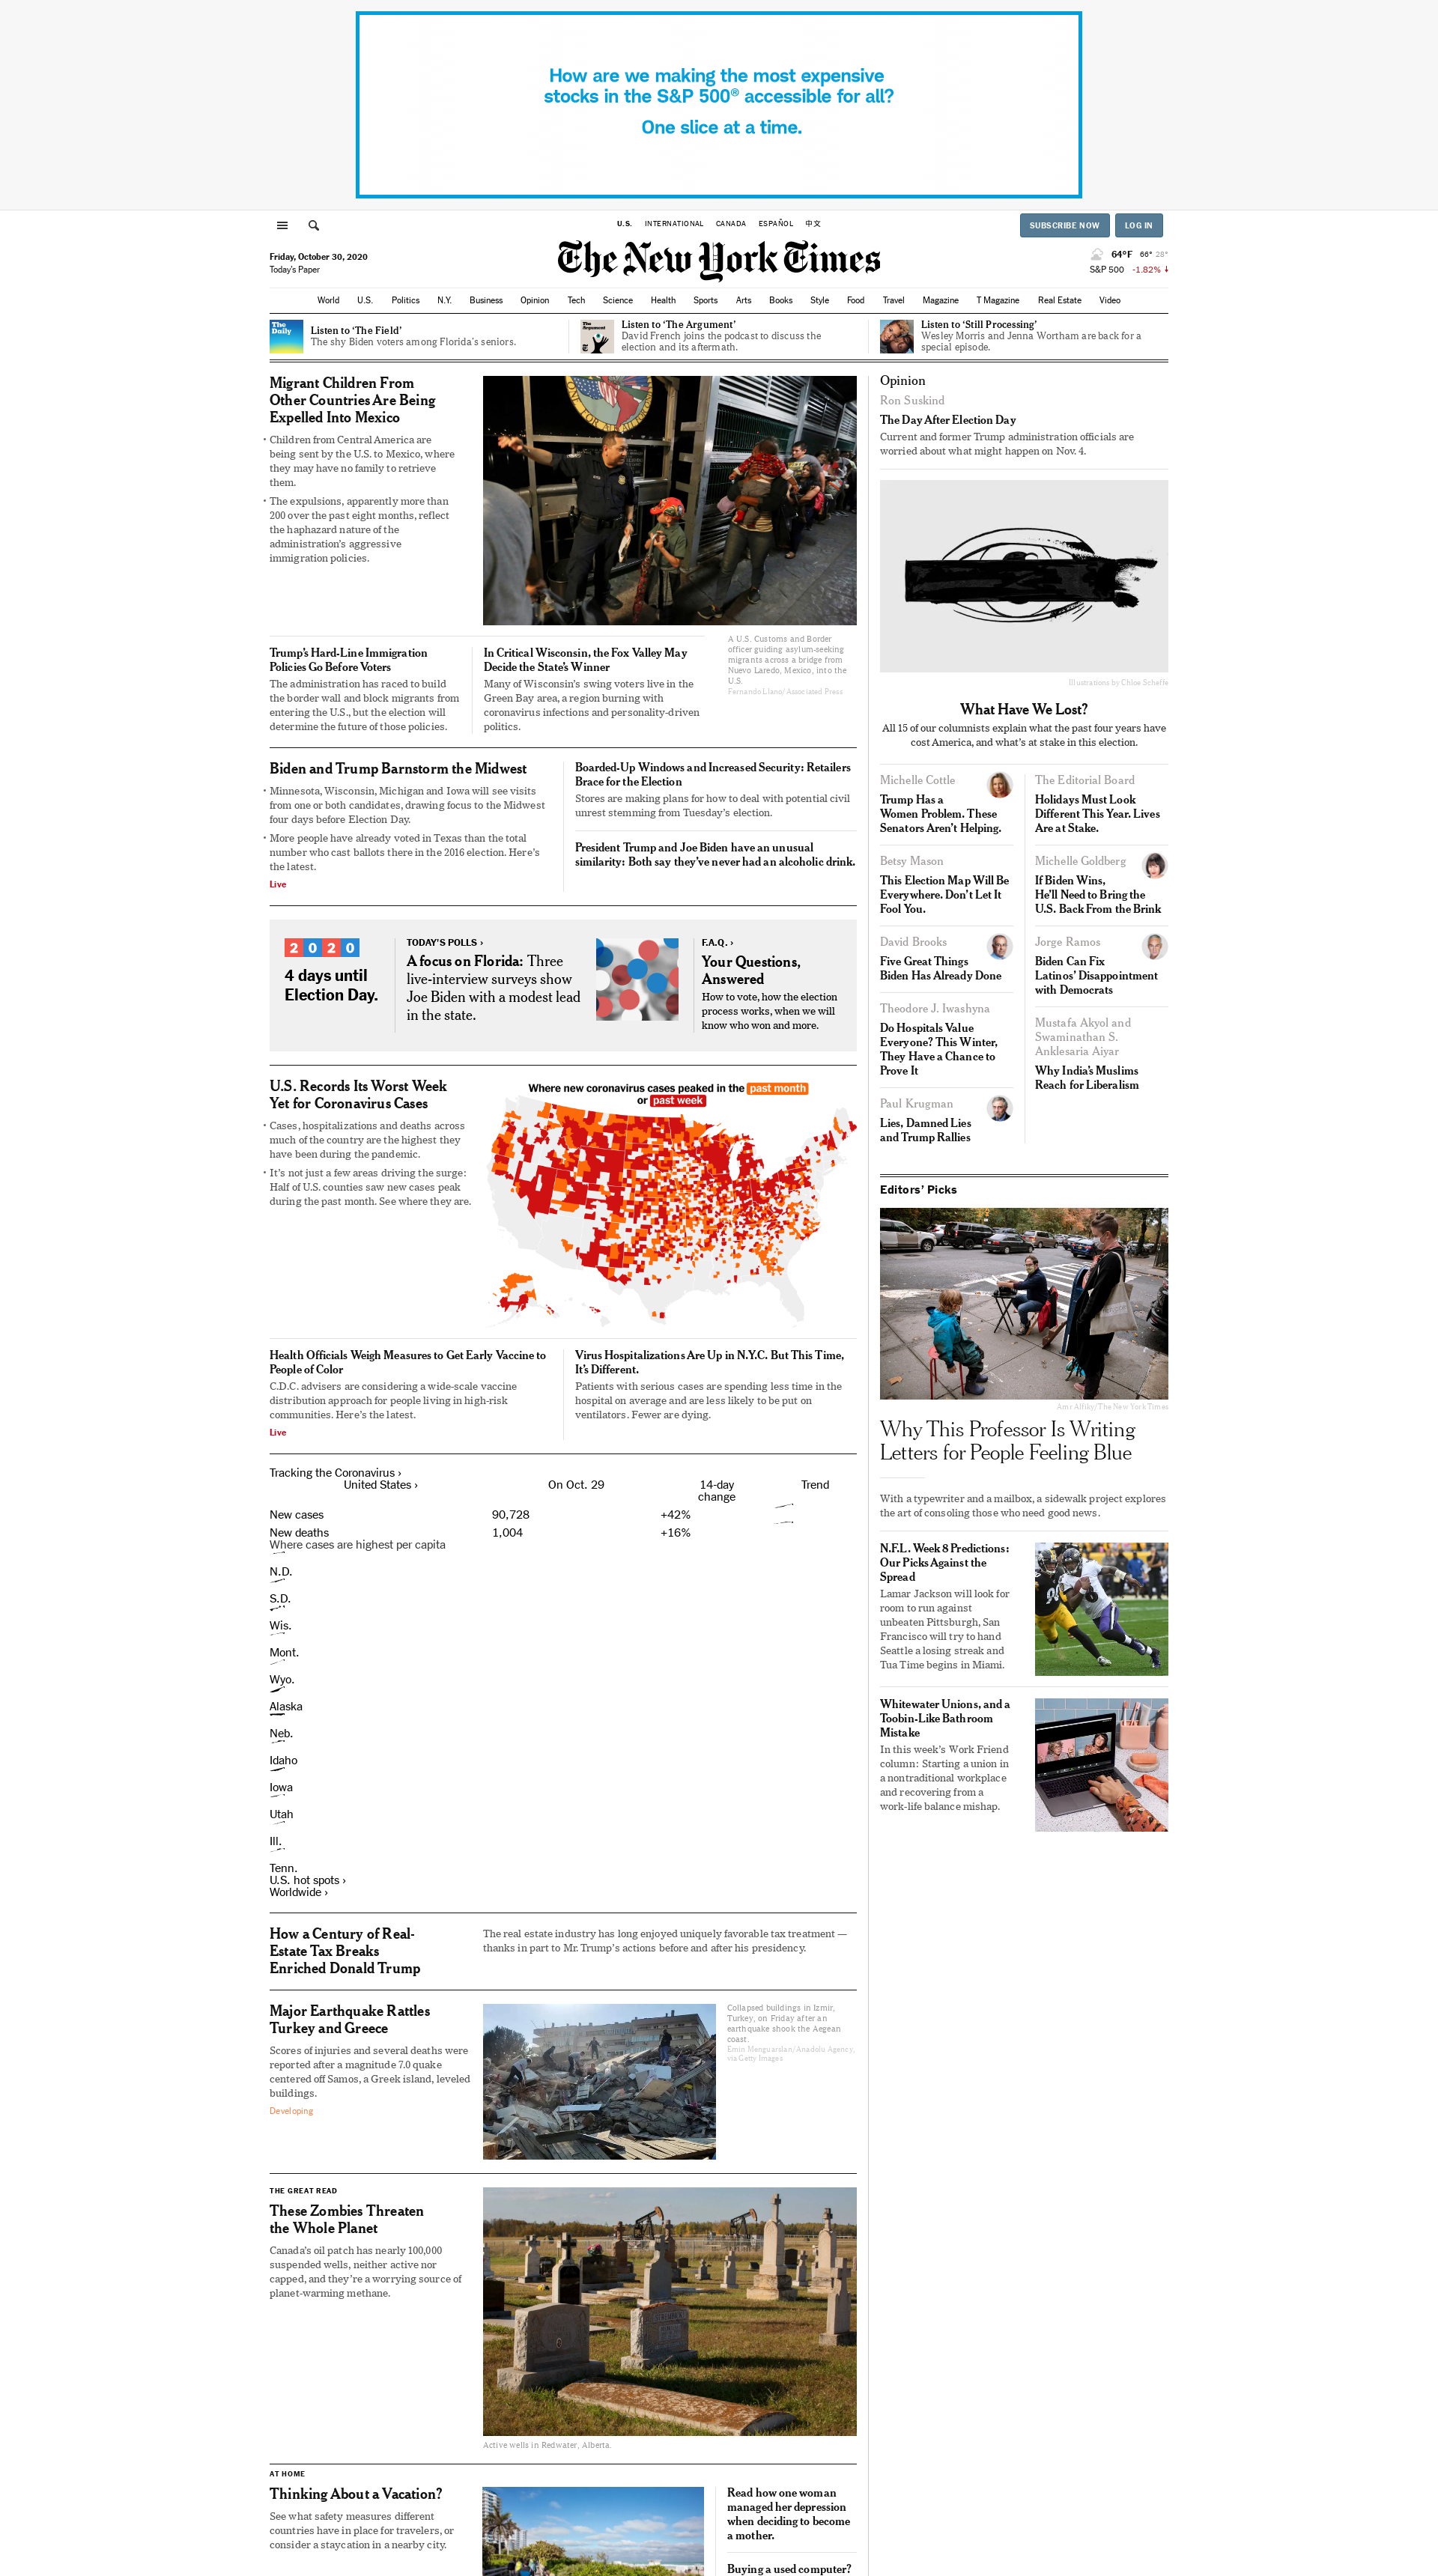 How are we making the most expensive
stocks in the S&P 500® accessible for all?
One slice at a time.
U.S. INTERNATIONAL CANADA ESPAÑOL 中文
SUBSCRIBE NOW LOG IN
Friday, October 30, 2020
Today's Paper
The New York Times
64°F 66° 28°
S&P 500 -1.82%
World U.S. Politics N.Y. Business Opinion Tech Science Health Sports Arts Books Style Food Travel Magazine T Magazine Real Estate Video
The
Daily
Listen to ‘The Field’
The shy Biden voters among Florida’s seniors.
The
Argument
Listen to ‘The Argument’
David French joins the podcast to discuss the
election and its aftermath.
Listen to ‘Still Processing’
Wesley Morris and Jenna Wortham are back for a
special episode.
Migrant Children From
Other Countries Are Being
Expelled Into Mexico
• Children from Central America are
being sent by the U.S. to Mexico, where
they may have no family to retrieve
them.
• The expulsions, apparently more than
200 over the past eight months, reflect
the haphazard nature of the
administration’s aggressive
immigration policies.
A U.S. Customs and Border
officer guiding asylum-seeking
migrants across a bridge from
Nuevo Laredo, Mexico, into the
U.S.
Fernando Llano/Associated Press
Trump’s Hard-Line Immigration
Policies Go Before Voters
The administration has raced to build
the border wall and block migrants from
entering the U.S., but the election will
determine the future of those policies.
In Critical Wisconsin, the Fox Valley May
Decide the State’s Winner
Many of Wisconsin’s swing voters live in the
Green Bay area, a region burning with
coronavirus infections and personality-driven
politics.
Biden and Trump Barnstorm the Midwest
• Minnesota, Wisconsin, Michigan and Iowa will see visits
from one or both candidates, drawing focus to the Midwest
four days before Election Day.
• More people have already voted in Texas than the total
number who cast ballots there in the 2016 election. Here’s
the latest.
Live
Boarded-Up Windows and Increased Security: Retailers
Brace for the Election
Stores are making plans for how to deal with potential civil
unrest stemming from Tuesday’s election.
President Trump and Joe Biden have an unusual
similarity: Both say they’ve never had an alcoholic drink.
2020
4 days until
Election Day.
TODAY’S POLLS ›
A focus on Florida: Three
live-interview surveys show
Joe Biden with a modest lead
in the state.
F.A.Q. ›
Your Questions,
Answered
How to vote, how the election
process works, when we will
know who won and more.
U.S. Records Its Worst Week
Yet for Coronavirus Cases
• Cases, hospitalizations and deaths across
much of the country are the highest they
have been during the pandemic.
• It’s not just a few areas driving the surge:
Half of U.S. counties saw new cases peak
during the past month. See where they are.
Where new coronavirus cases peaked in the past month
or past week
Health Officials Weigh Measures to Get Early Vaccine to
People of Color
C.D.C. advisers are considering a wide-scale vaccine
distribution approach for people living in high-risk
communities. Here’s the latest.
Live
Virus Hospitalizations Are Up in N.Y.C. But This Time,
It’s Different.
Patients with serious cases are spending less time in the
hospital on average and are less likely to be put on
ventilators. Fewer are dying.
Tracking the Coronavirus ›
United States › On Oct. 29 14-day
change Trend
New cases 90,728 +42%
New deaths 1,004 +16%
Where cases are highest per capita
N.D.
S.D.
Wis.
Mont.
Wyo.
Alaska
Neb.
Idaho
Iowa
Utah
Ill.
Tenn.
U.S. hot spots ›
Worldwide ›
How a Century of Real-
Estate Tax Breaks
Enriched Donald Trump
The real estate industry has long enjoyed uniquely favorable tax treatment —
thanks in part to Mr. Trump’s actions before and after his presidency.
Major Earthquake Rattles
Turkey and Greece
Scores of injuries and several deaths were
reported after a magnitude 7.0 quake
centered off Samos, a Greek island, leveled
buildings.
Developing
Collapsed buildings in Izmir,
Turkey, on Friday after an
earthquake shook the Aegean
coast.
Emin Menguarslan/Anadolu Agency,
via Getty Images
THE GREAT READ
These Zombies Threaten
the Whole Planet
Canada’s oil patch has nearly 100,000
suspended wells, neither active nor
capped, and they’re a worrying source of
planet-warming methane.
Active wells in Redwater, Alberta.
AT HOME
Thinking About a Vacation?
See what safety measures different
countries have in place for travelers, or
consider a staycation in a nearby city.
Read how one woman
managed her depression
when deciding to become
a mother.
Buying a used computer?
Opinion
Ron Suskind
The Day After Election Day
Current and former Trump administration officials are
worried about what might happen on Nov. 4.
Illustrations by Chloe Scheffe
What Have We Lost?
All 15 of our columnists explain what the past four years have
cost America, and what’s at stake in this election.
Michelle Cottle
Trump Has a
Women Problem. These
Senators Aren’t Helping.
Betsy Mason
This Election Map Will Be
Everywhere. Don’t Let It
Fool You.
David Brooks
Five Great Things
Biden Has Already Done
Theodore J. Iwashyna
Do Hospitals Value
Everyone? This Winter,
They Have a Chance to
Prove It
Paul Krugman
Lies, Damned Lies
and Trump Rallies
The Editorial Board
Holidays Must Look
Different This Year. Lives
Are at Stake.
Michelle Goldberg
If Biden Wins,
He’ll Need to Bring the
U.S. Back From the Brink
Jorge Ramos
Biden Can Fix
Latinos’ Disappointment
with Democrats
Mustafa Akyol and
Swaminathan S.
Anklesaria Aiyar
Why India’s Muslims
Reach for Liberalism
Editors’ Picks
Amr Alfiky/The New York Times
Why This Professor Is Writing
Letters for People Feeling Blue
With a typewriter and a mailbox, a sidewalk project explores
the art of consoling those who need good news.
N.F.L. Week 8 Predictions:
Our Picks Against the
Spread
Lamar Jackson will look for
room to run against
unbeaten Pittsburgh, San
Francisco will try to hand
Seattle a losing streak and
Tua Time begins in Miami.
Whitewater Unions, and a
Toobin-Like Bathroom
Mistake
In this week’s Work Friend
column: Starting a union in
a nontraditional workplace
and recovering from a
work-life balance mishap.